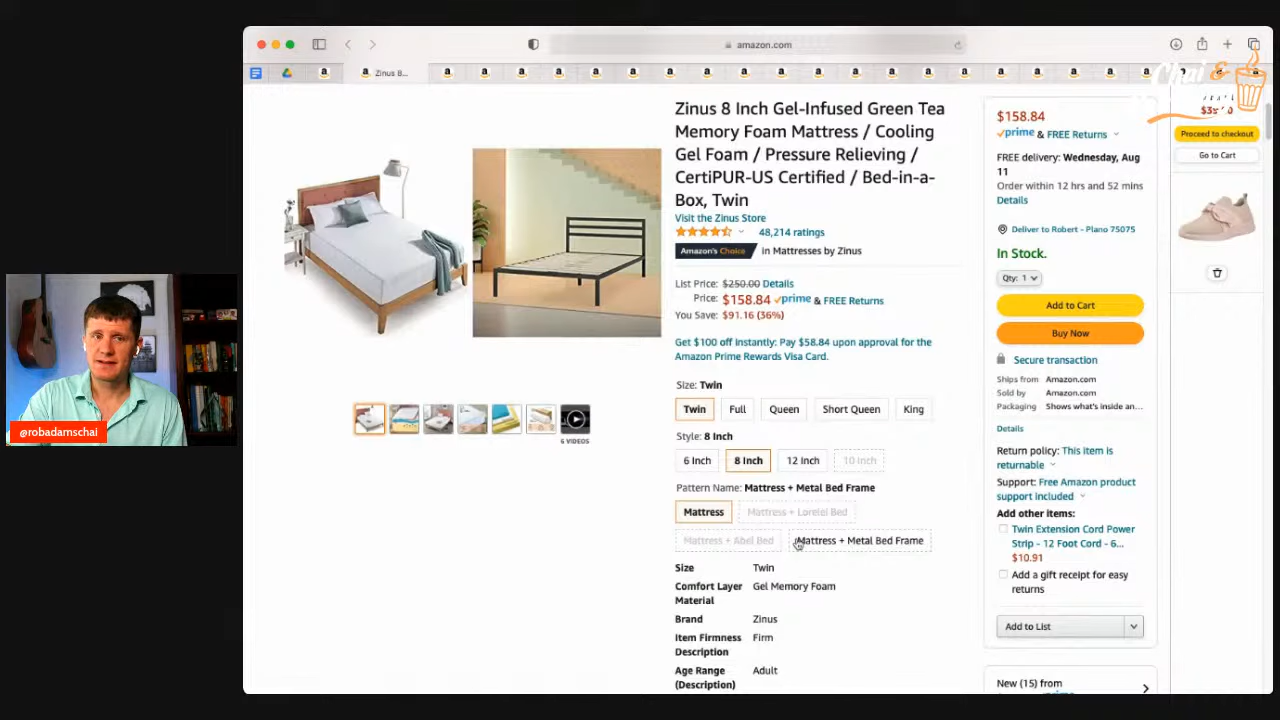 amazon.com
Zinus 8...
Chai &
Zinus 8 Inch Gel-Infused Green Tea
Memory Foam Mattress / Cooling
Gel Foam / Pressure Relieving /
CertiPUR-US Certified / Bed-in-a-
Box, Twin
Visit the Zinus Store
48,214 ratings
Amazon's Choice in Mattresses by Zinus
List Price: $250.00 Details
Price: $158.84 prime & FREE Returns
You Save: $91.16 (36%)
Get $100 off instantly: Pay $58.84 upon approval for the
Amazon Prime Rewards Visa Card.
Size: Twin
Twin Full Queen Short Queen King
Style: 8 Inch
6 Inch 8 Inch 12 Inch 10 Inch
Pattern Name: Mattress + Metal Bed Frame
Mattress Mattress + Lorelei Bed
Mattress + Abel Bed Mattress + Metal Bed Frame
Size Twin
Comfort Layer Gel Memory Foam
Material
Brand Zinus
Item Firmness Firm
Description
Age Range Adult
(Description)
6 VIDEOS
@robadamschai
$158.84
prime & FREE Returns
FREE delivery: Wednesday, Aug
11
Order within 12 hrs and 52 mins
Details
Deliver to Robert - Plano 75075
In Stock.
Qty: 1
Add to Cart
Buy Now
Secure transaction
Ships from Amazon.com
Sold by Amazon.com
Packaging Shows what's inside an...
Details
Return policy: This item is
returnable
Support: Free Amazon product
support included
Add other items:
Twin Extension Cord Power
Strip - 12 Foot Cord - 6...
$10.91
Add a gift receipt for easy
returns
Add to List
New (15) from
Proceed to checkout
Go to Cart